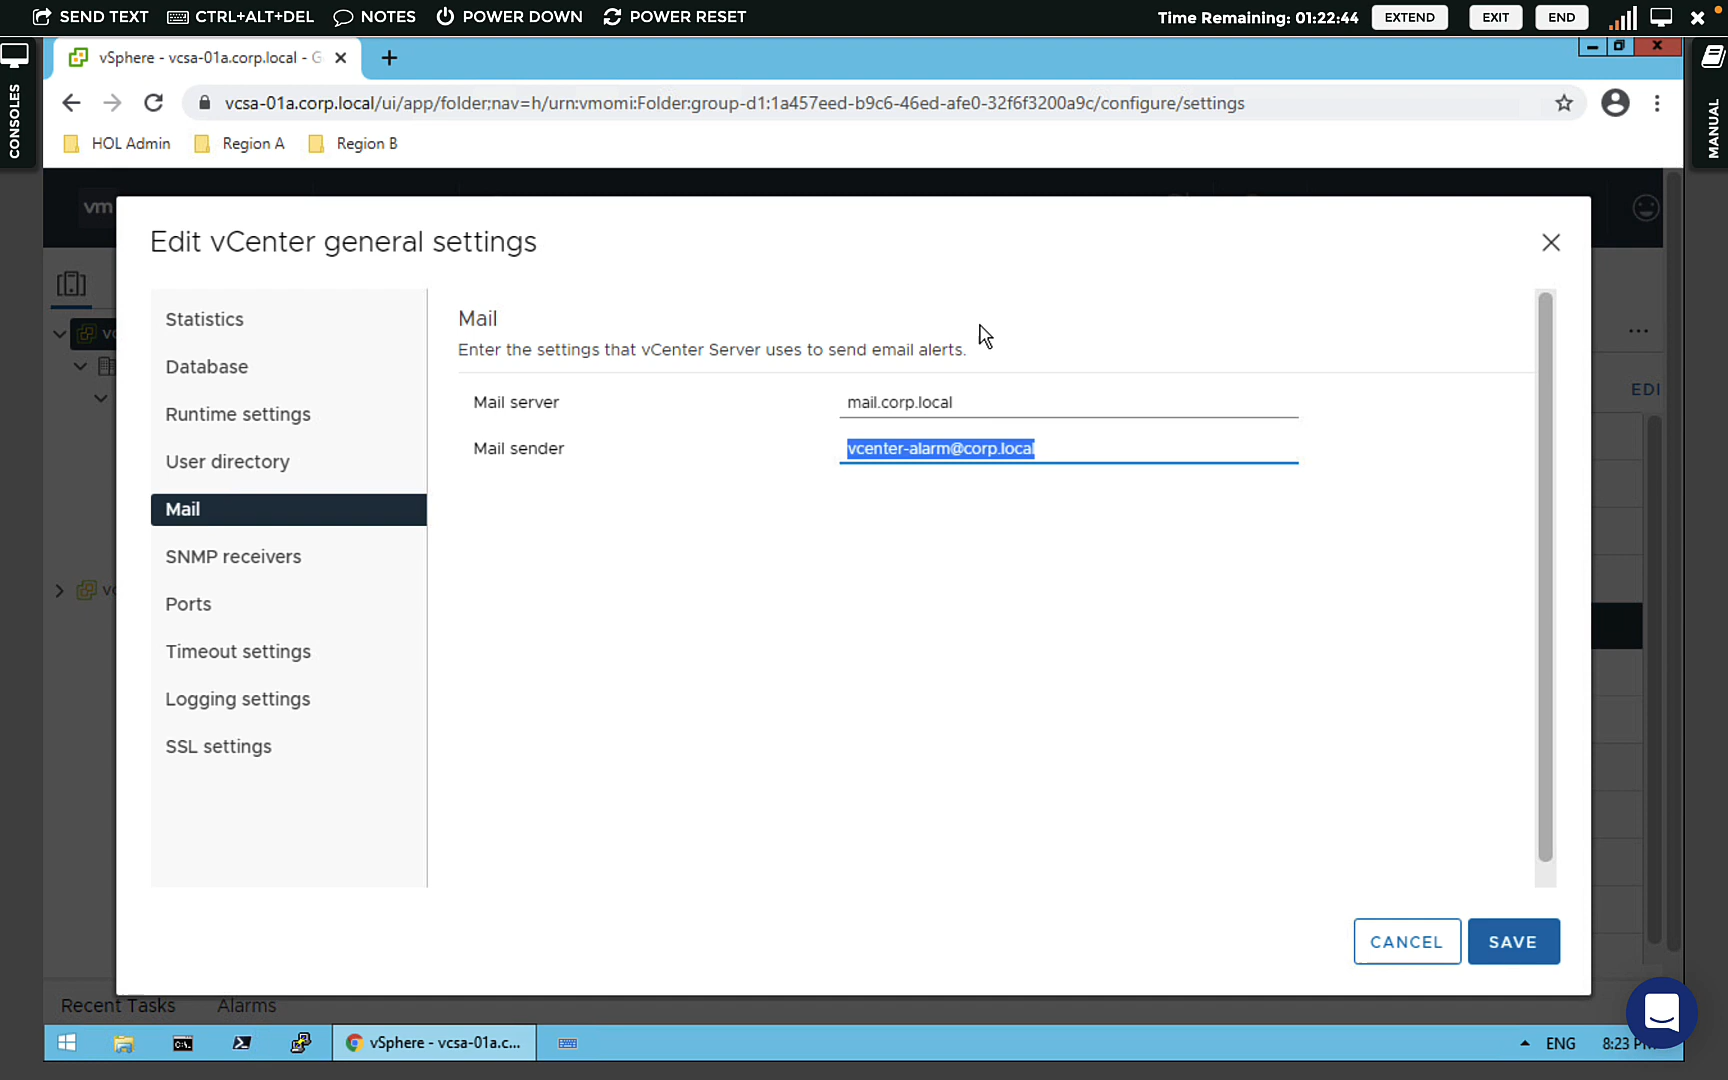 SEND TEXT CTRL+ALT+DEL NOTES POWER DOWN POWER RESET Time Remaining: 01:22:44 EXTEND EXIT END
vSphere - vcsa-01a.corp.local - G
vcsa-01a.corp.local/ui/app/folder;nav=h/urn:vmomi:Folder:group-d1:1a457eed-b9c6-46ed-afe0-32f6f3200a9c/configure/settings
CONSOLES
MANUAL
HOL Admin Region A Region B
vm
Edit vCenter general settings
Statistics
Database
Runtime settings
User directory
Mail
SNMP receivers
Ports
Timeout settings
Logging settings
SSL settings
Mail
Enter the settings that vCenter Server uses to send email alerts.
Mail server mail.corp.local
Mail sender vcenter-alarm@corp.local
EDI
CANCEL SAVE
Recent Tasks Alarms
vSphere - vcsa-01a.c...
ENG 8:23 PM